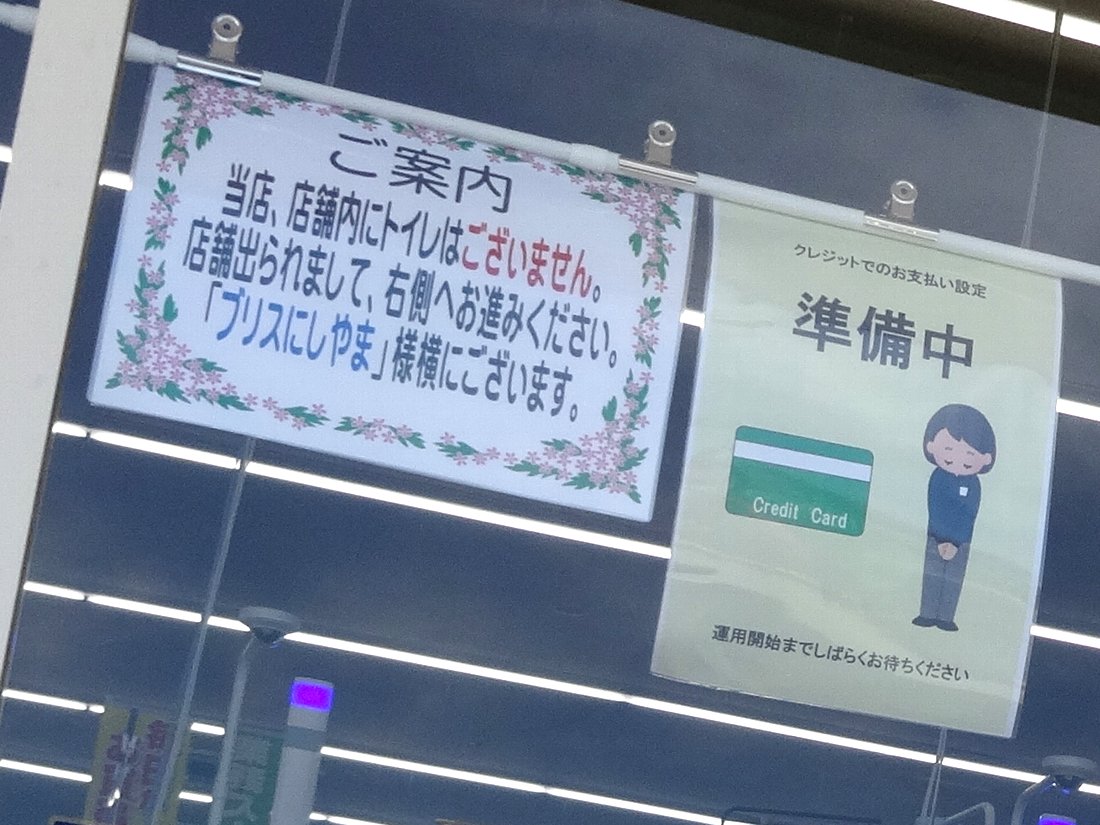 ご案内
当店、店舗内にトイレはございません。
店舗出られまして、右側へお進みください。
「ブリスにしやま」様横にございます。
クレジットでのお支払い設定
準備中
Credit Card
運用開始までしばらくお待ちください